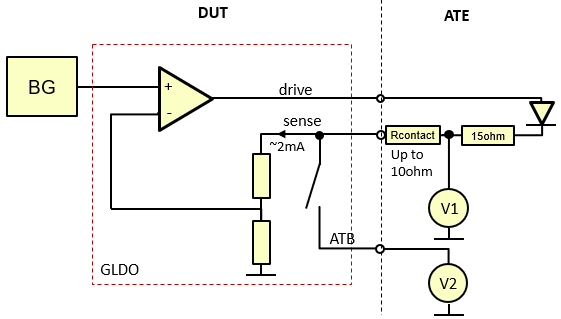 DUT
ATE
BG
+
-
drive
sense
~2mA
Rcontact
15ohm
Up to
10ohm
V1
ATB
GLDO
V2